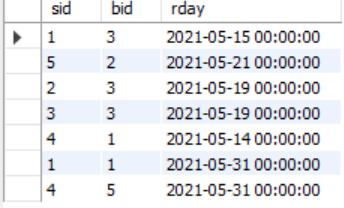 sid bid rday
1 3 2021-05-15 00:00:00
5 2 2021-05-21 00:00:00
2 3 2021-05-19 00:00:00
3 3 2021-05-19 00:00:00
4 1 2021-05-14 00:00:00
1 1 2021-05-31 00:00:00
4 5 2021-05-31 00:00:00